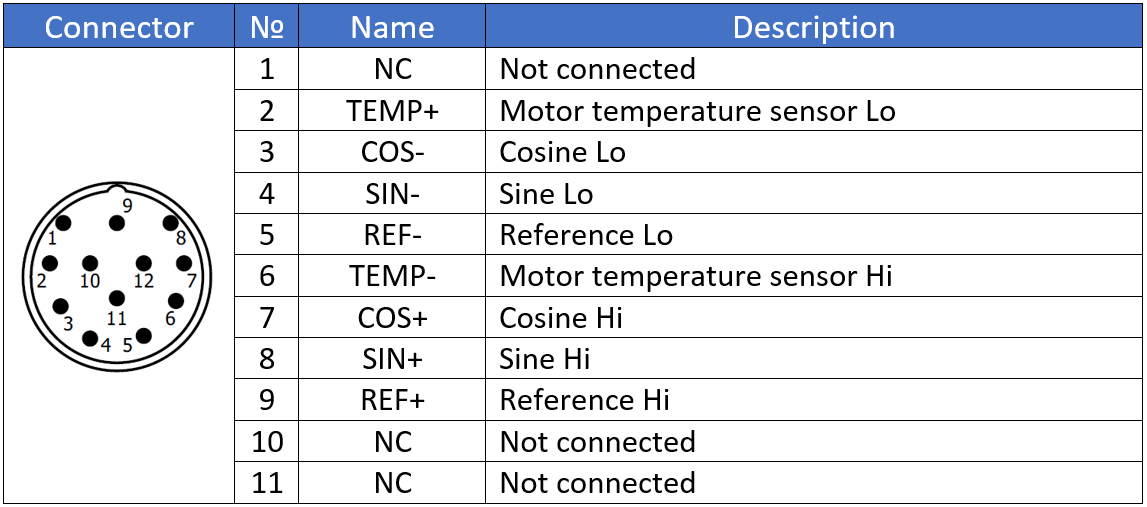 Connector № Name Description
1 NC Not connected
2 TEMP+ Motor temperature sensor Lo
3 COS- Cosine Lo
4 SIN- Sine Lo
5 REF- Reference Lo
6 TEMP- Motor temperature sensor Hi
7 COS+ Cosine Hi
8 SIN+ Sine Hi
9 REF+ Reference Hi
10 NC Not connected
11 NC Not connected
9
1 8
2 10 12 7
3 11 6
4 5